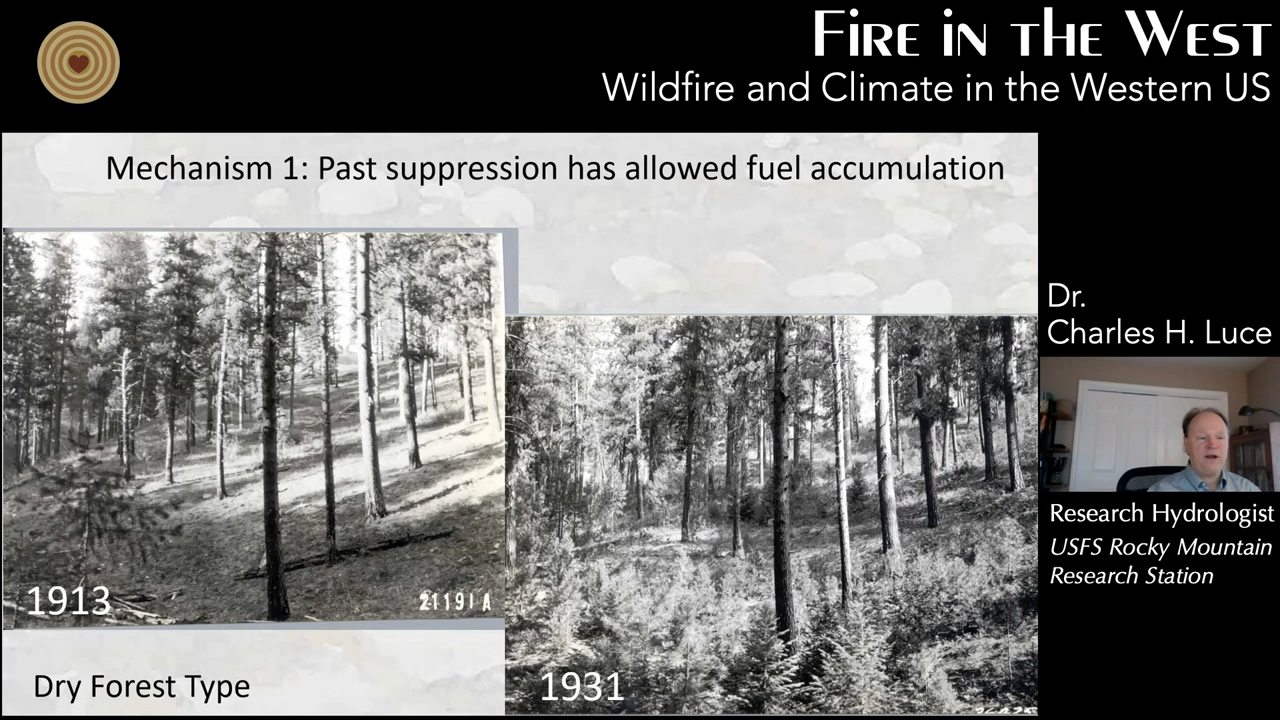 Fire in the West
Wildfire and Climate in the Western US
Mechanism 1: Past suppression has allowed fuel accumulation
1913
21191A
Dry Forest Type
1931
Dr.
Charles H. Luce
Research Hydrologist
USFS Rocky Mountain
Research Station